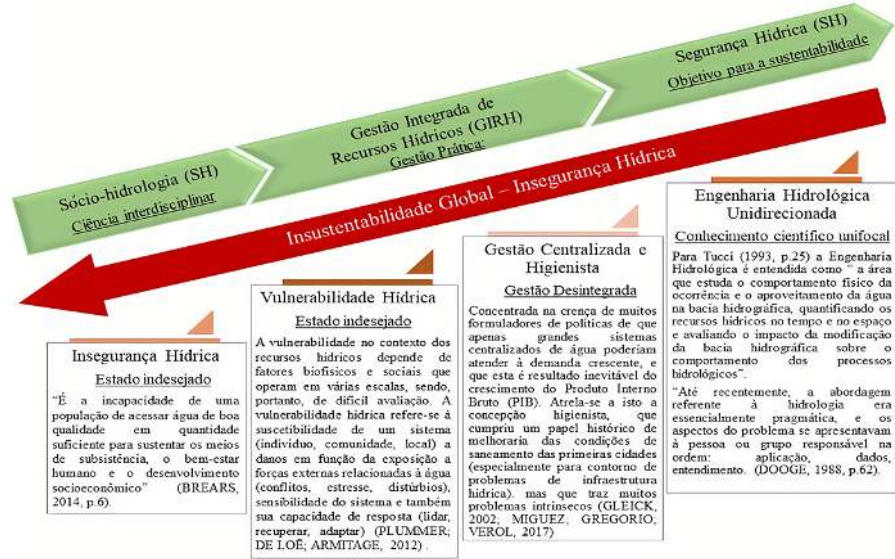 Segurança Hídrica (SH)
Objetivo para a sustentabilidade
Gestão Integrada de
Recursos Hídricos (GIRH)
Gestão Prática:
Sócio-hidrologia (SH)
Ciência interdisciplinar
Insustentabilidade Global – Insegurança Hídrica
Insegurança Hídrica
Estado indesejado
"É a incapacidade de uma
população de acessar água de boa
qualidade em quantidade
suficiente para sustentar os meios
de subsistência, o bem-estar
humano e o desenvolvimento
socioeconômico" (BREARS,
2014, p.6).
Vulnerabilidade Hídrica
Estado indesejado
A vulnerabilidade no contexto dos
recursos hídricos depende de
fatores biofísicos e sociais que
operam em várias escalas, sendo,
portanto, de difícil avaliação. A
vulnerabilidade hídrica refere-se à
suscetibilidade de um sistema
(indivíduo, comunidade, local) a
danos em função da exposição a
forças externas relacionadas à água
(conflitos, estresse, distúrbios),
sensibilidade do sistema e também
sua capacidade de resposta (lidar,
recuperar, adaptar) (PLUMMER;
DE LOË; ARMITAGE, 2012) .
Gestão Centralizada e
Higienista
Gestão Desintegrada
Concentrada na crença de muitos
formuladores de políticas de que
apenas grandes sistemas
centralizados de água poderiam
atender à demanda crescente, e
que esta é resultado inevitável do
crescimento do Produto Interno
Bruto (PIB). Atrela-se a isto a
concepção higienista, que
cumpriu um papel histórico de
melhoraria das condições de
saneamento das primeiras cidades
(especialmente para contorno de
problemas de infraestrutura
hídrica). mas que traz muitos
problemas intrínsecos (GLEICK,
2002; MIGUEZ; GREGORIO;
VEROL, 2017)
Engenharia Hidrológica
Unidirecionada
Conhecimento científico unifocal
Para Tucci (1993, p.25) a Engenharia
Hidrológica é entendida como " a área
que estuda o comportamento físico da
ocorrência e o aproveitamento da água
na bacia hidrográfica, quantificando os
recursos hídricos no tempo e no espaço
e avaliando o impacto da modificação
da bacia hidrográfica sobre o
comportamento dos processos
hidrológicos".
"Até recentemente, a abordagem
referente à hidrologia era
essencialmente pragmática, e os
aspectos do problema se apresentavam
à pessoa ou grupo responsável na
ordem: aplicação, dados,
entendimento. (DOOGE, 1988, p.62).